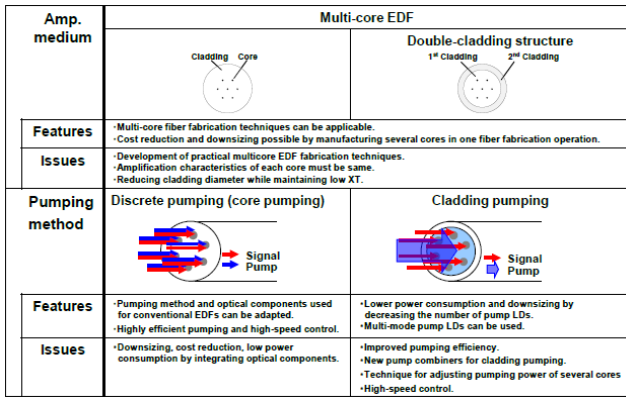 Amp. medium
Multi-core EDF
Cladding Core
Double-cladding structure
1st Cladding 2nd Cladding
Features
・Multi-core fiber fabrication techniques can be applicable.
・Cost reduction and downsizing possible by manufacturing several cores in one fiber fabrication operation.
Issues
・Development of practical multicore EDF fabrication techniques.
・Amplification characteristics of each core must be same.
・Reducing cladding diameter while maintaining low XT.
Pumping method
Discrete pumping (core pumping)
Signal
Pump
Cladding pumping
Signal
Pump
Features
・Pumping method and optical components used
for conventional EDFs can be adapted.
・Highly efficient pumping and high-speed control.
・Lower power consumption and downsizing by
decreasing the number of pump LDs.
・Multi-mode pump LDs can be used.
Issues
・Downsizing, cost reduction, low power
consumption by integrating optical components.
・Improved pumping efficiency.
・New pump combiners for cladding pumping.
・Technique for adjusting pumping power of several cores
・High-speed control.